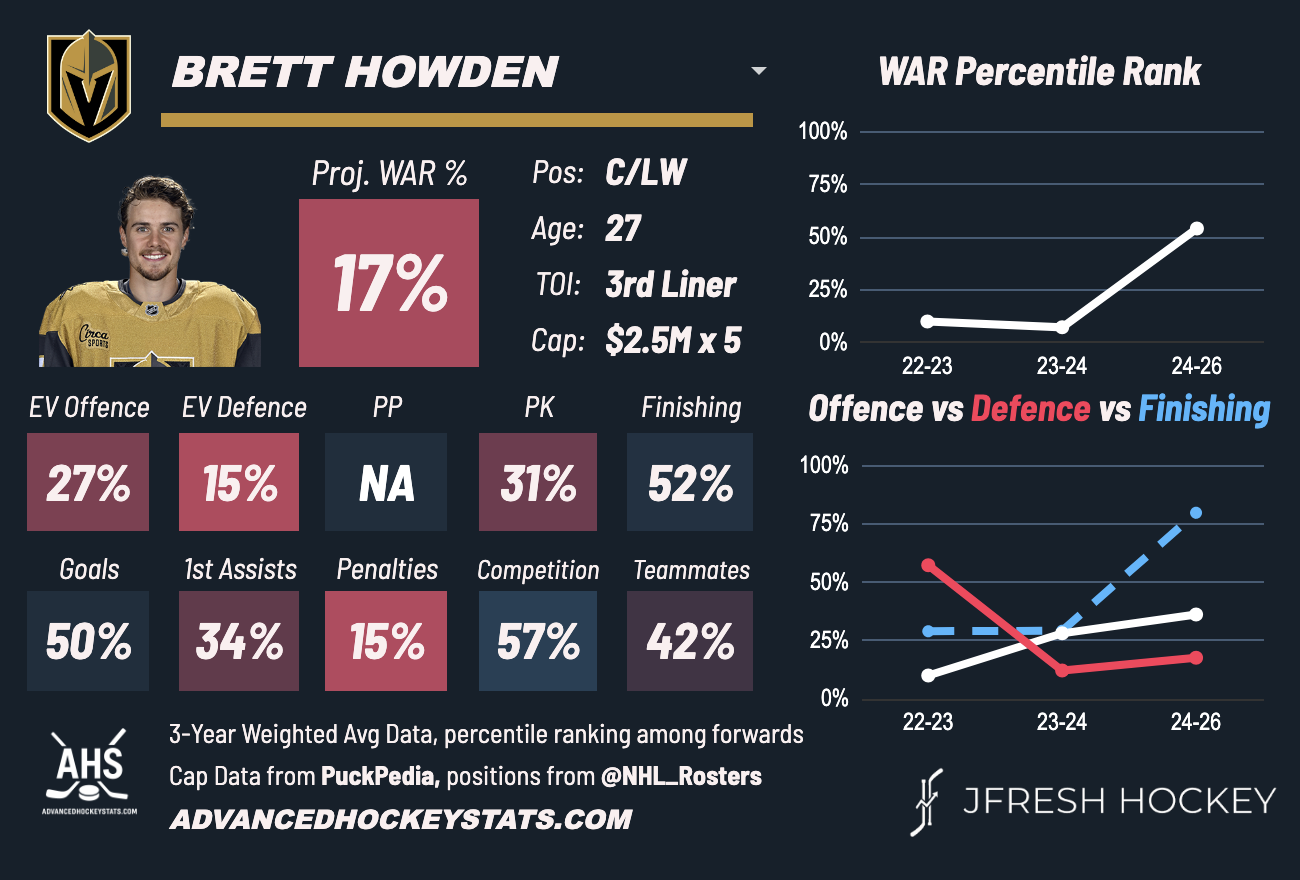 BRETT HOWDEN
Proj. WAR %
17%
Pos: C/LW
Age: 27
TOI: 3rd Liner
Cap: $2.5M x 5
Circa
SPORTS
EV Offence EV Defence PP PK Finishing
27% 15% NA 31% 52%
Goals 1st Assists Penalties Competition Teammates
50% 34% 15% 57% 42%
WAR Percentile Rank
100%
75%
50%
25%
0%
22-23 23-24 24-26
Offence vs Defence vs Finishing
100%
75%
50%
25%
0%
22-23 23-24 24-26
AHS
ADVANCEDHOCKEYSTATS.COM
3-Year Weighted Avg Data, percentile ranking among forwards
Cap Data from PuckPedia, positions from @NHL_Rosters
ADVANCEDHOCKEYSTATS.COM
JFRESH HOCKEY